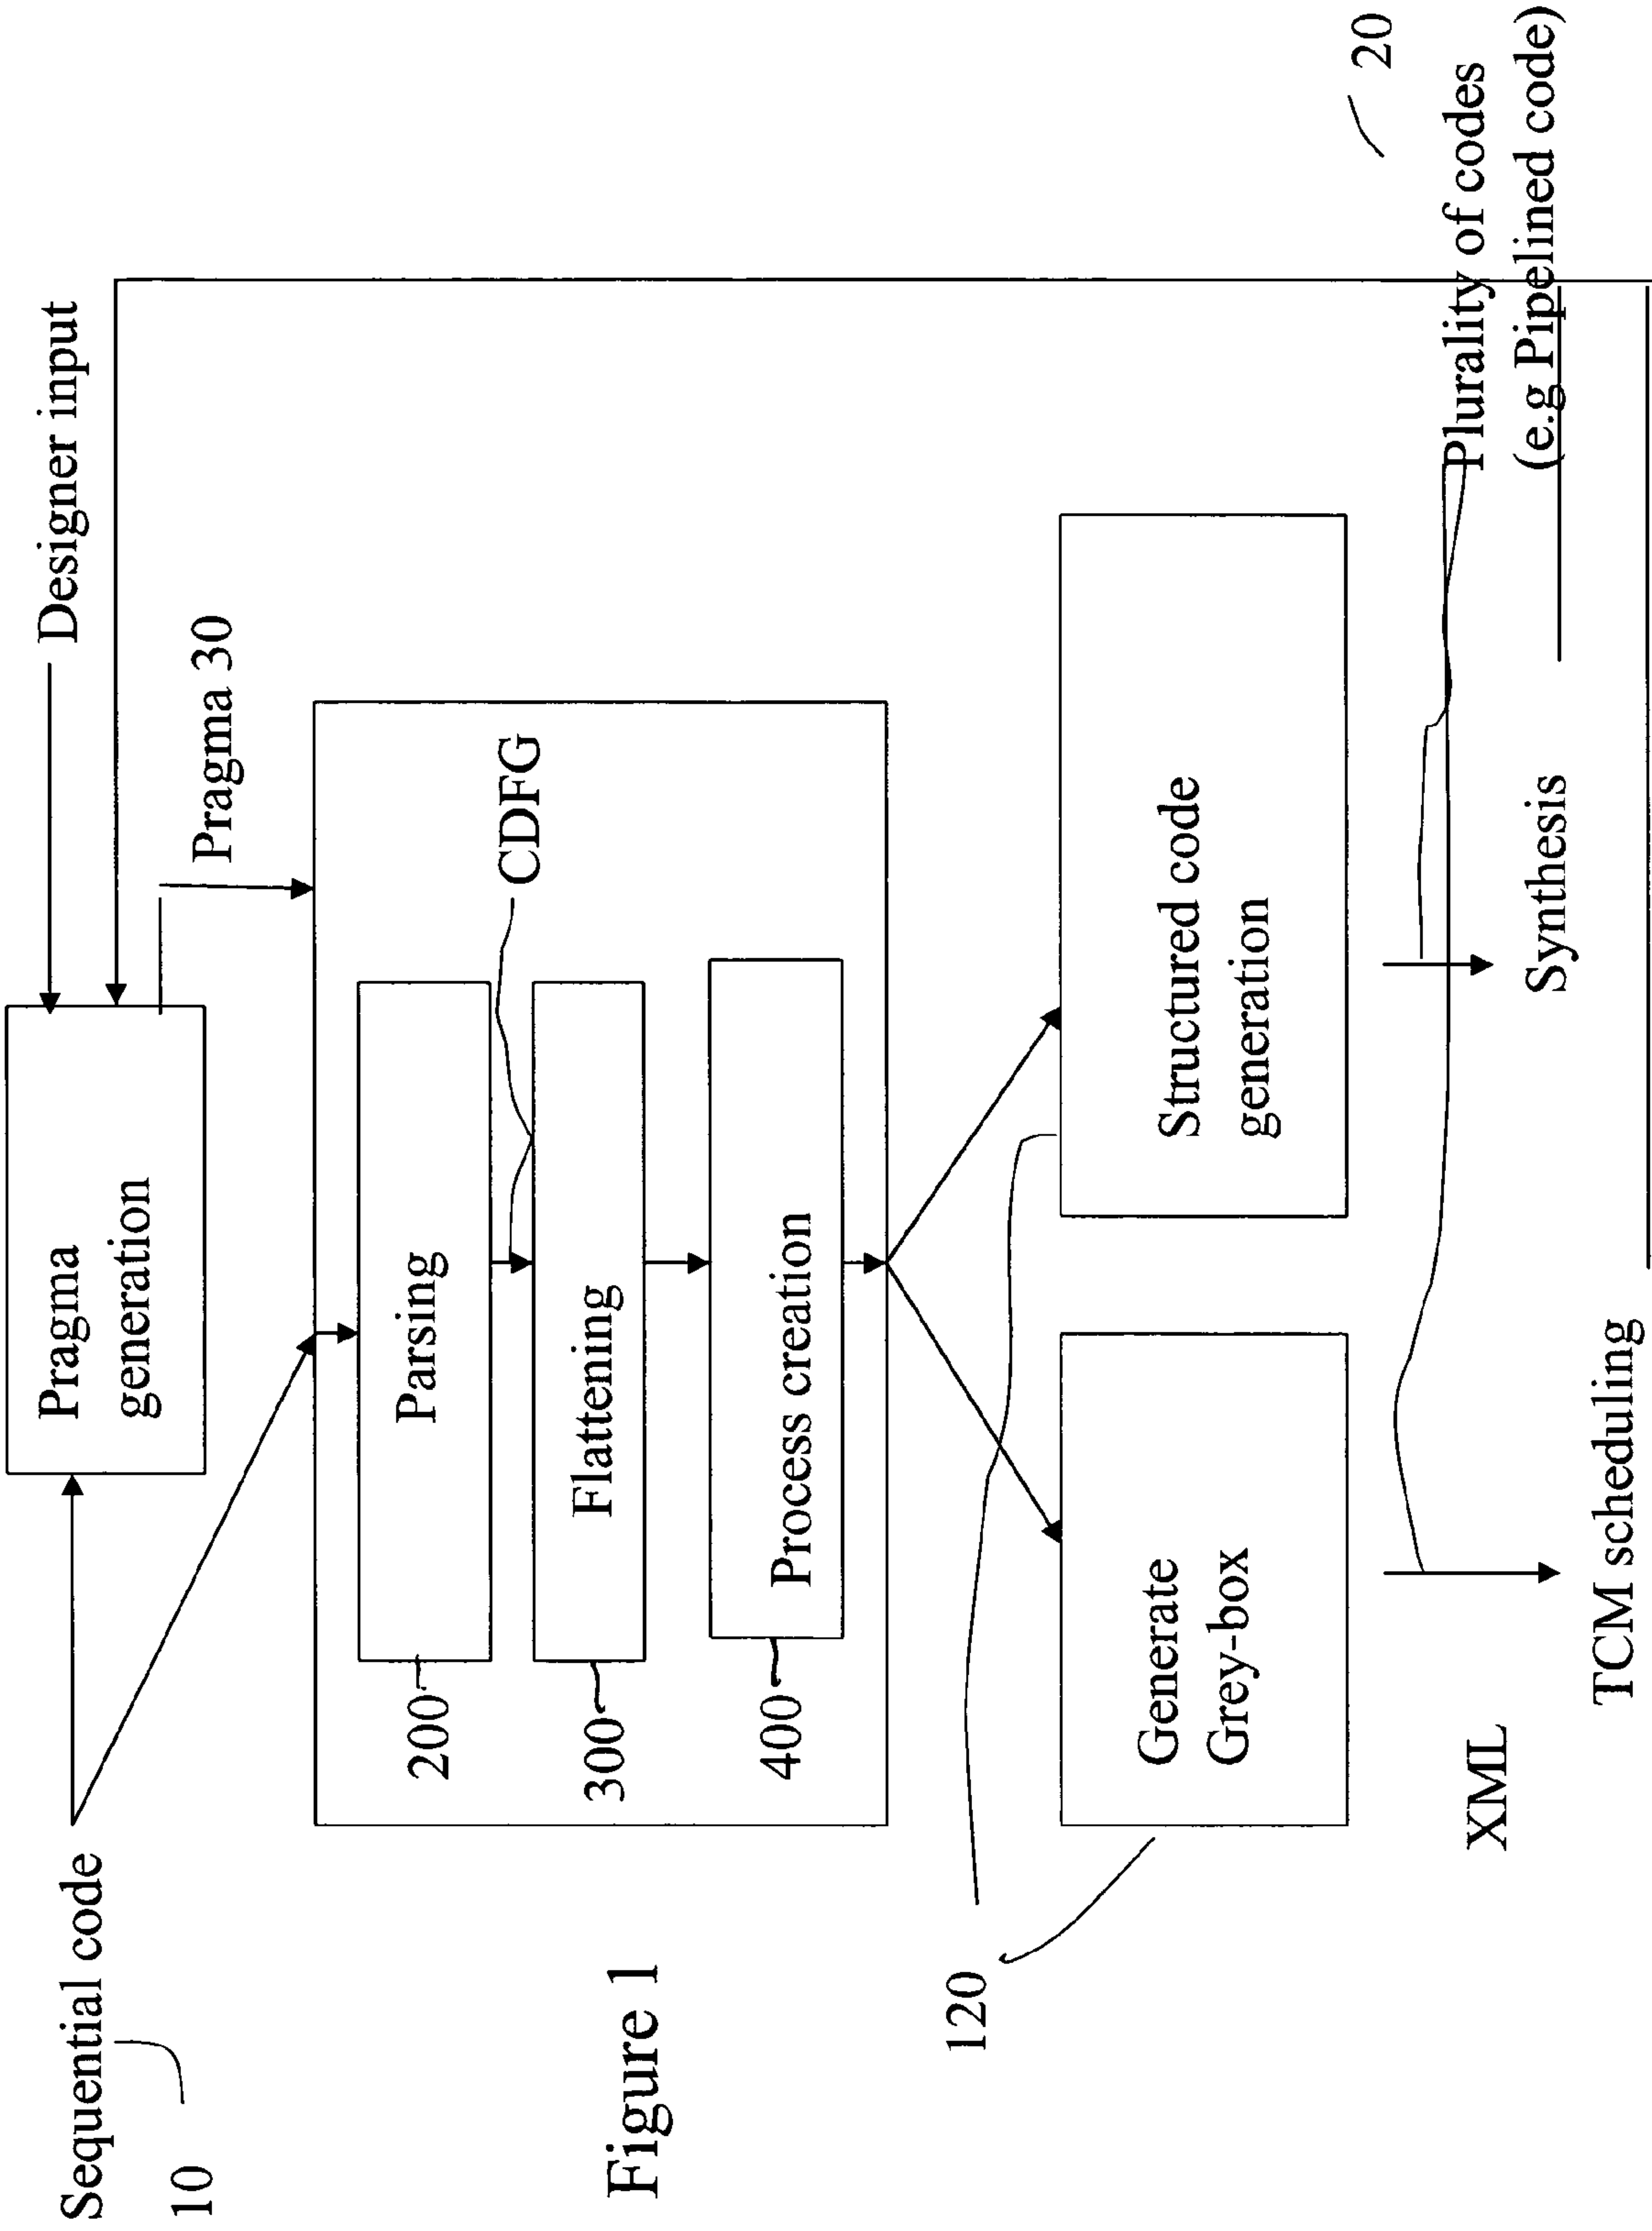 Sequential code
10
Pragma
generation
Designer input
Pragma 30
Parsing
200
CDFG
Flattening
300
Process creation
400
Figure 1
120
Generate
Grey-box
Structured code
generation
20
Plurality of codes
(e.g Pipelined code)
XML
Synthesis
TCM scheduling